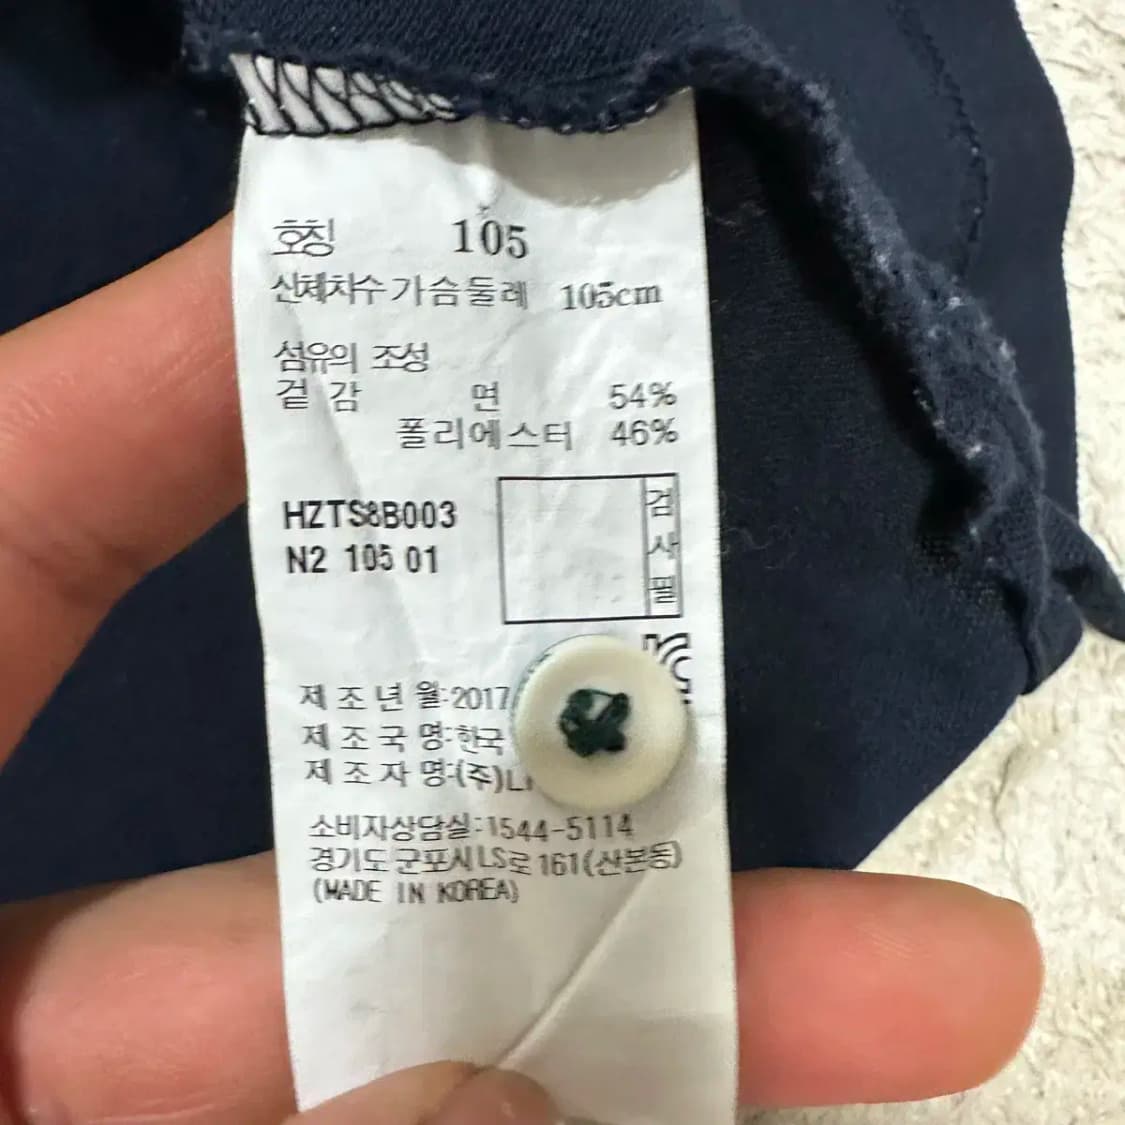 호칭 105
신체치수 가슴둘레 105cm
섬유의 조성
겉감 면 54%
폴리에스터 46%
HZTS8B003
N2 105 01
검사필
제조년월:2017
제조국명:한국
제조자명:(주)L
소비자상담실:1544-5114
경기도 군포시 LS로 161(산본동)
(MADE IN KOREA)